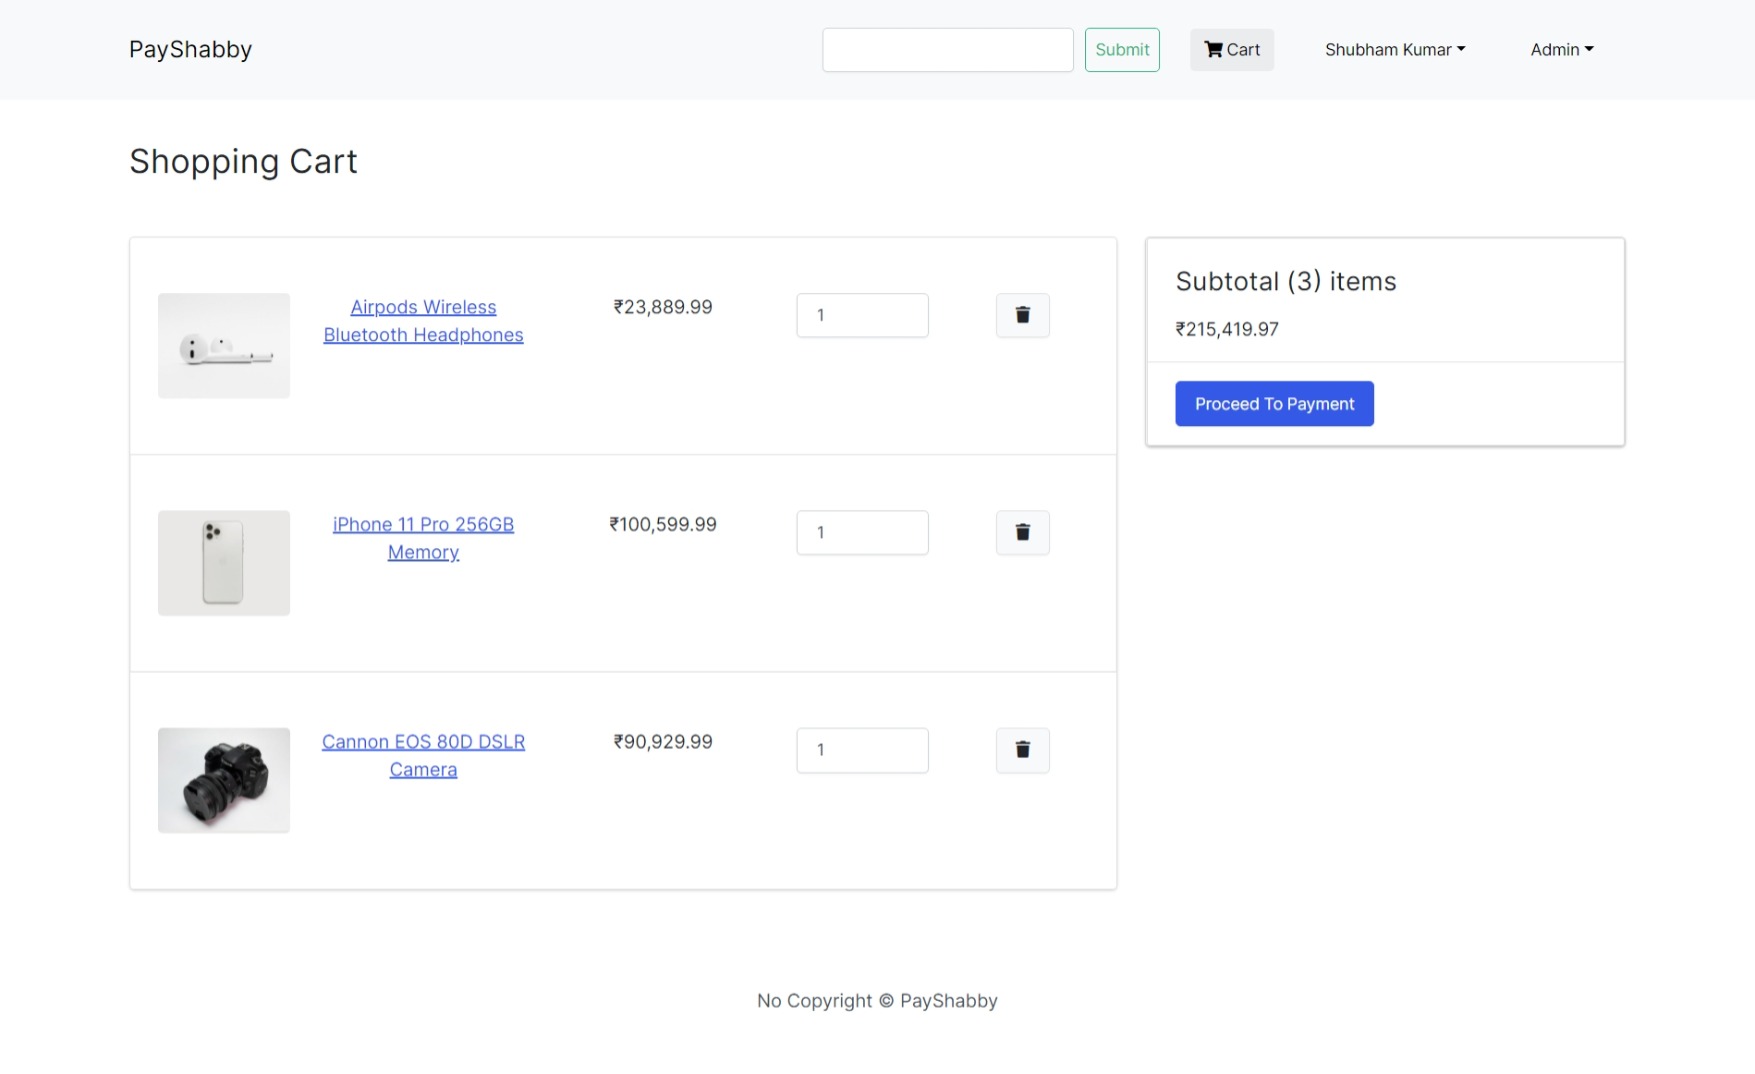 PayShabby
Submit
Cart
Shubham Kumar
Admin
Shopping Cart
Airpods Wireless
Bluetooth Headphones
₹23,889.99
1
iPhone 11 Pro 256GB
Memory
₹100,599.99
1
Cannon EOS 80D DSLR
Camera
₹90,929.99
1
Subtotal (3) items
₹215,419.97
Proceed To Payment
No Copyright © PayShabby